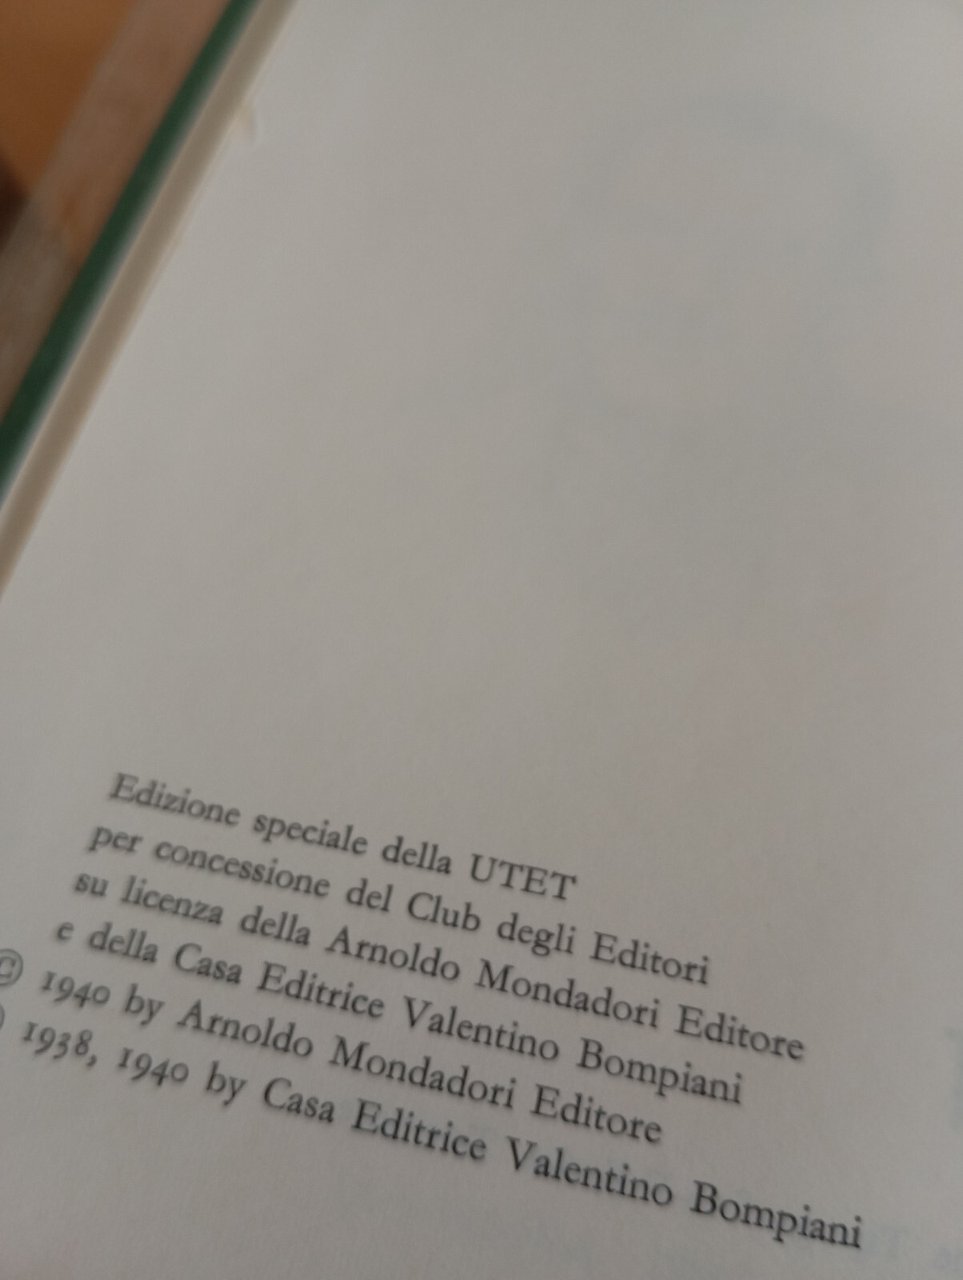 Edizione speciale della UTET
per concessione del Club degli Editori
su licenza della Arnoldo Mondadori Editore
e della Casa Editrice Valentino Bompiani
© 1940 by Arnoldo Mondadori Editore
1938, 1940 by Casa Editrice Valentino Bompiani